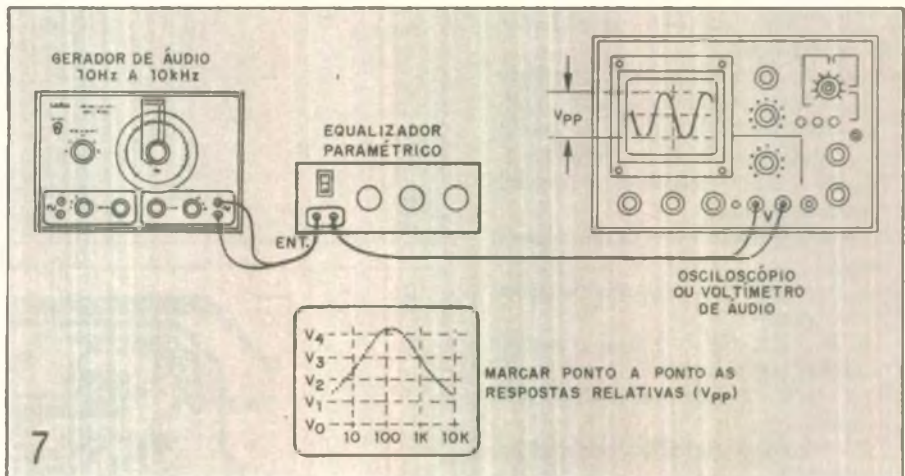 GERADOR DE ÁUDIO
10Hz A 10kHz
EQUALIZADOR
PARAMÉTRICO
ENT.
VPP
V
OSCILOSCÓPIO
OU VOLTÍMETRO
DE ÁUDIO
V4
V3
V2
V1
V0
10 100 1K 10K
MARCAR PONTO A PONTO AS
RESPOSTAS RELATIVAS (VPP)
7